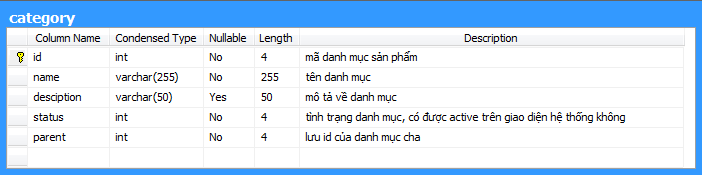 category
Column Name Condensed Type Nullable Length Description
id int No 4 mã danh mục sản phẩm
name varchar(255) No 255 tên danh mục
desciption varchar(50) Yes 50 mô tả về danh mục
status int No 4 tình trạng danh mục, có được active trên giao diện hệ thống không
parent int No 4 lưu id của danh mục cha